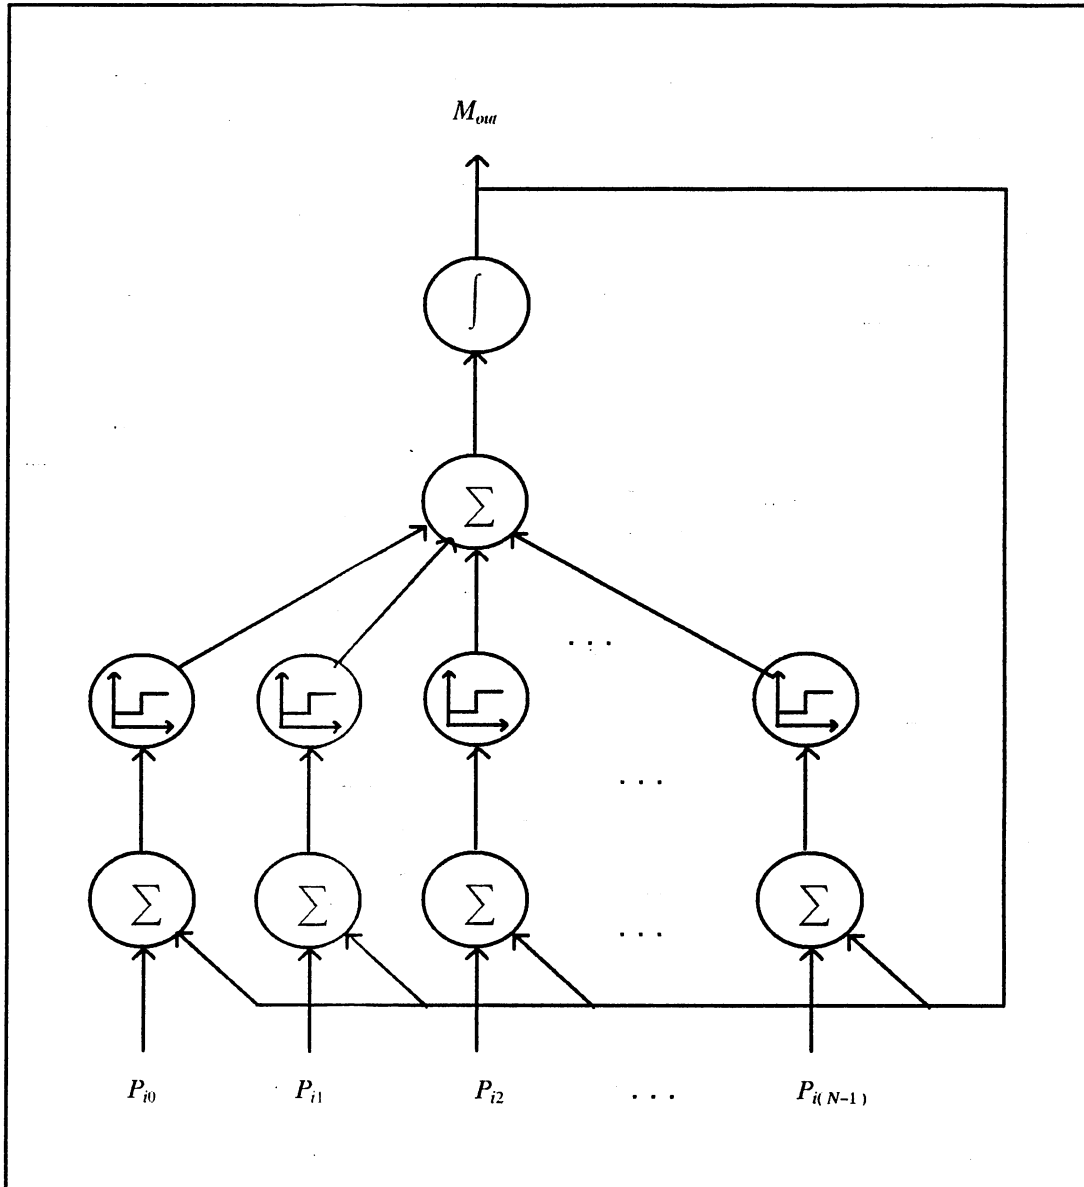 M_out
∫
Σ
. . .
. . .
Σ Σ Σ Σ
. . .
P_i0 P_i1 P_i2 . . . P_i(N-1)